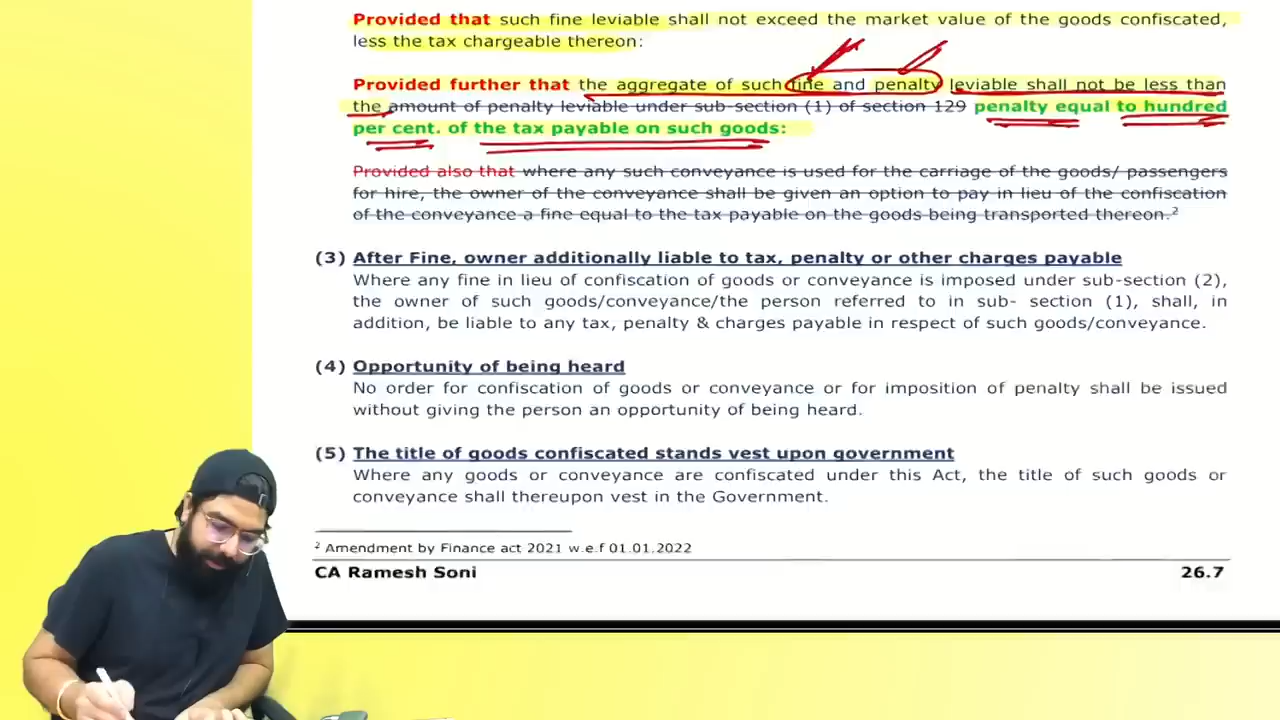 Provided that such fine leviable shall not exceed the market value of the goods confiscated,
less the tax chargeable thereon:
Provided further that the aggregate of such fine and penalty leviable shall not be less than
the amount of penalty leviable under sub-section (1) of section 129 penalty equal to hundred
per cent. of the tax payable on such goods:
Provided also that where any such conveyance is used for the carriage of the goods/ passengers
for hire, the owner of the conveyance shall be given an option to pay in lieu of the confiscation
of the conveyance a fine equal to the tax payable on the goods being transported thereon.²
(3) After Fine, owner additionally liable to tax, penalty or other charges payable
Where any fine in lieu of confiscation of goods or conveyance is imposed under sub-section (2),
the owner of such goods/conveyance/the person referred to in sub- section (1), shall, in
addition, be liable to any tax, penalty & charges payable in respect of such goods/conveyance.
(4) Opportunity of being heard
No order for confiscation of goods or conveyance or for imposition of penalty shall be issued
without giving the person an opportunity of being heard.
(5) The title of goods confiscated stands vest upon government
Where any goods or conveyance are confiscated under this Act, the title of such goods or
conveyance shall thereupon vest in the Government.
² Amendment by Finance act 2021 w.e.f 01.01.2022
CA Ramesh Soni 26.7